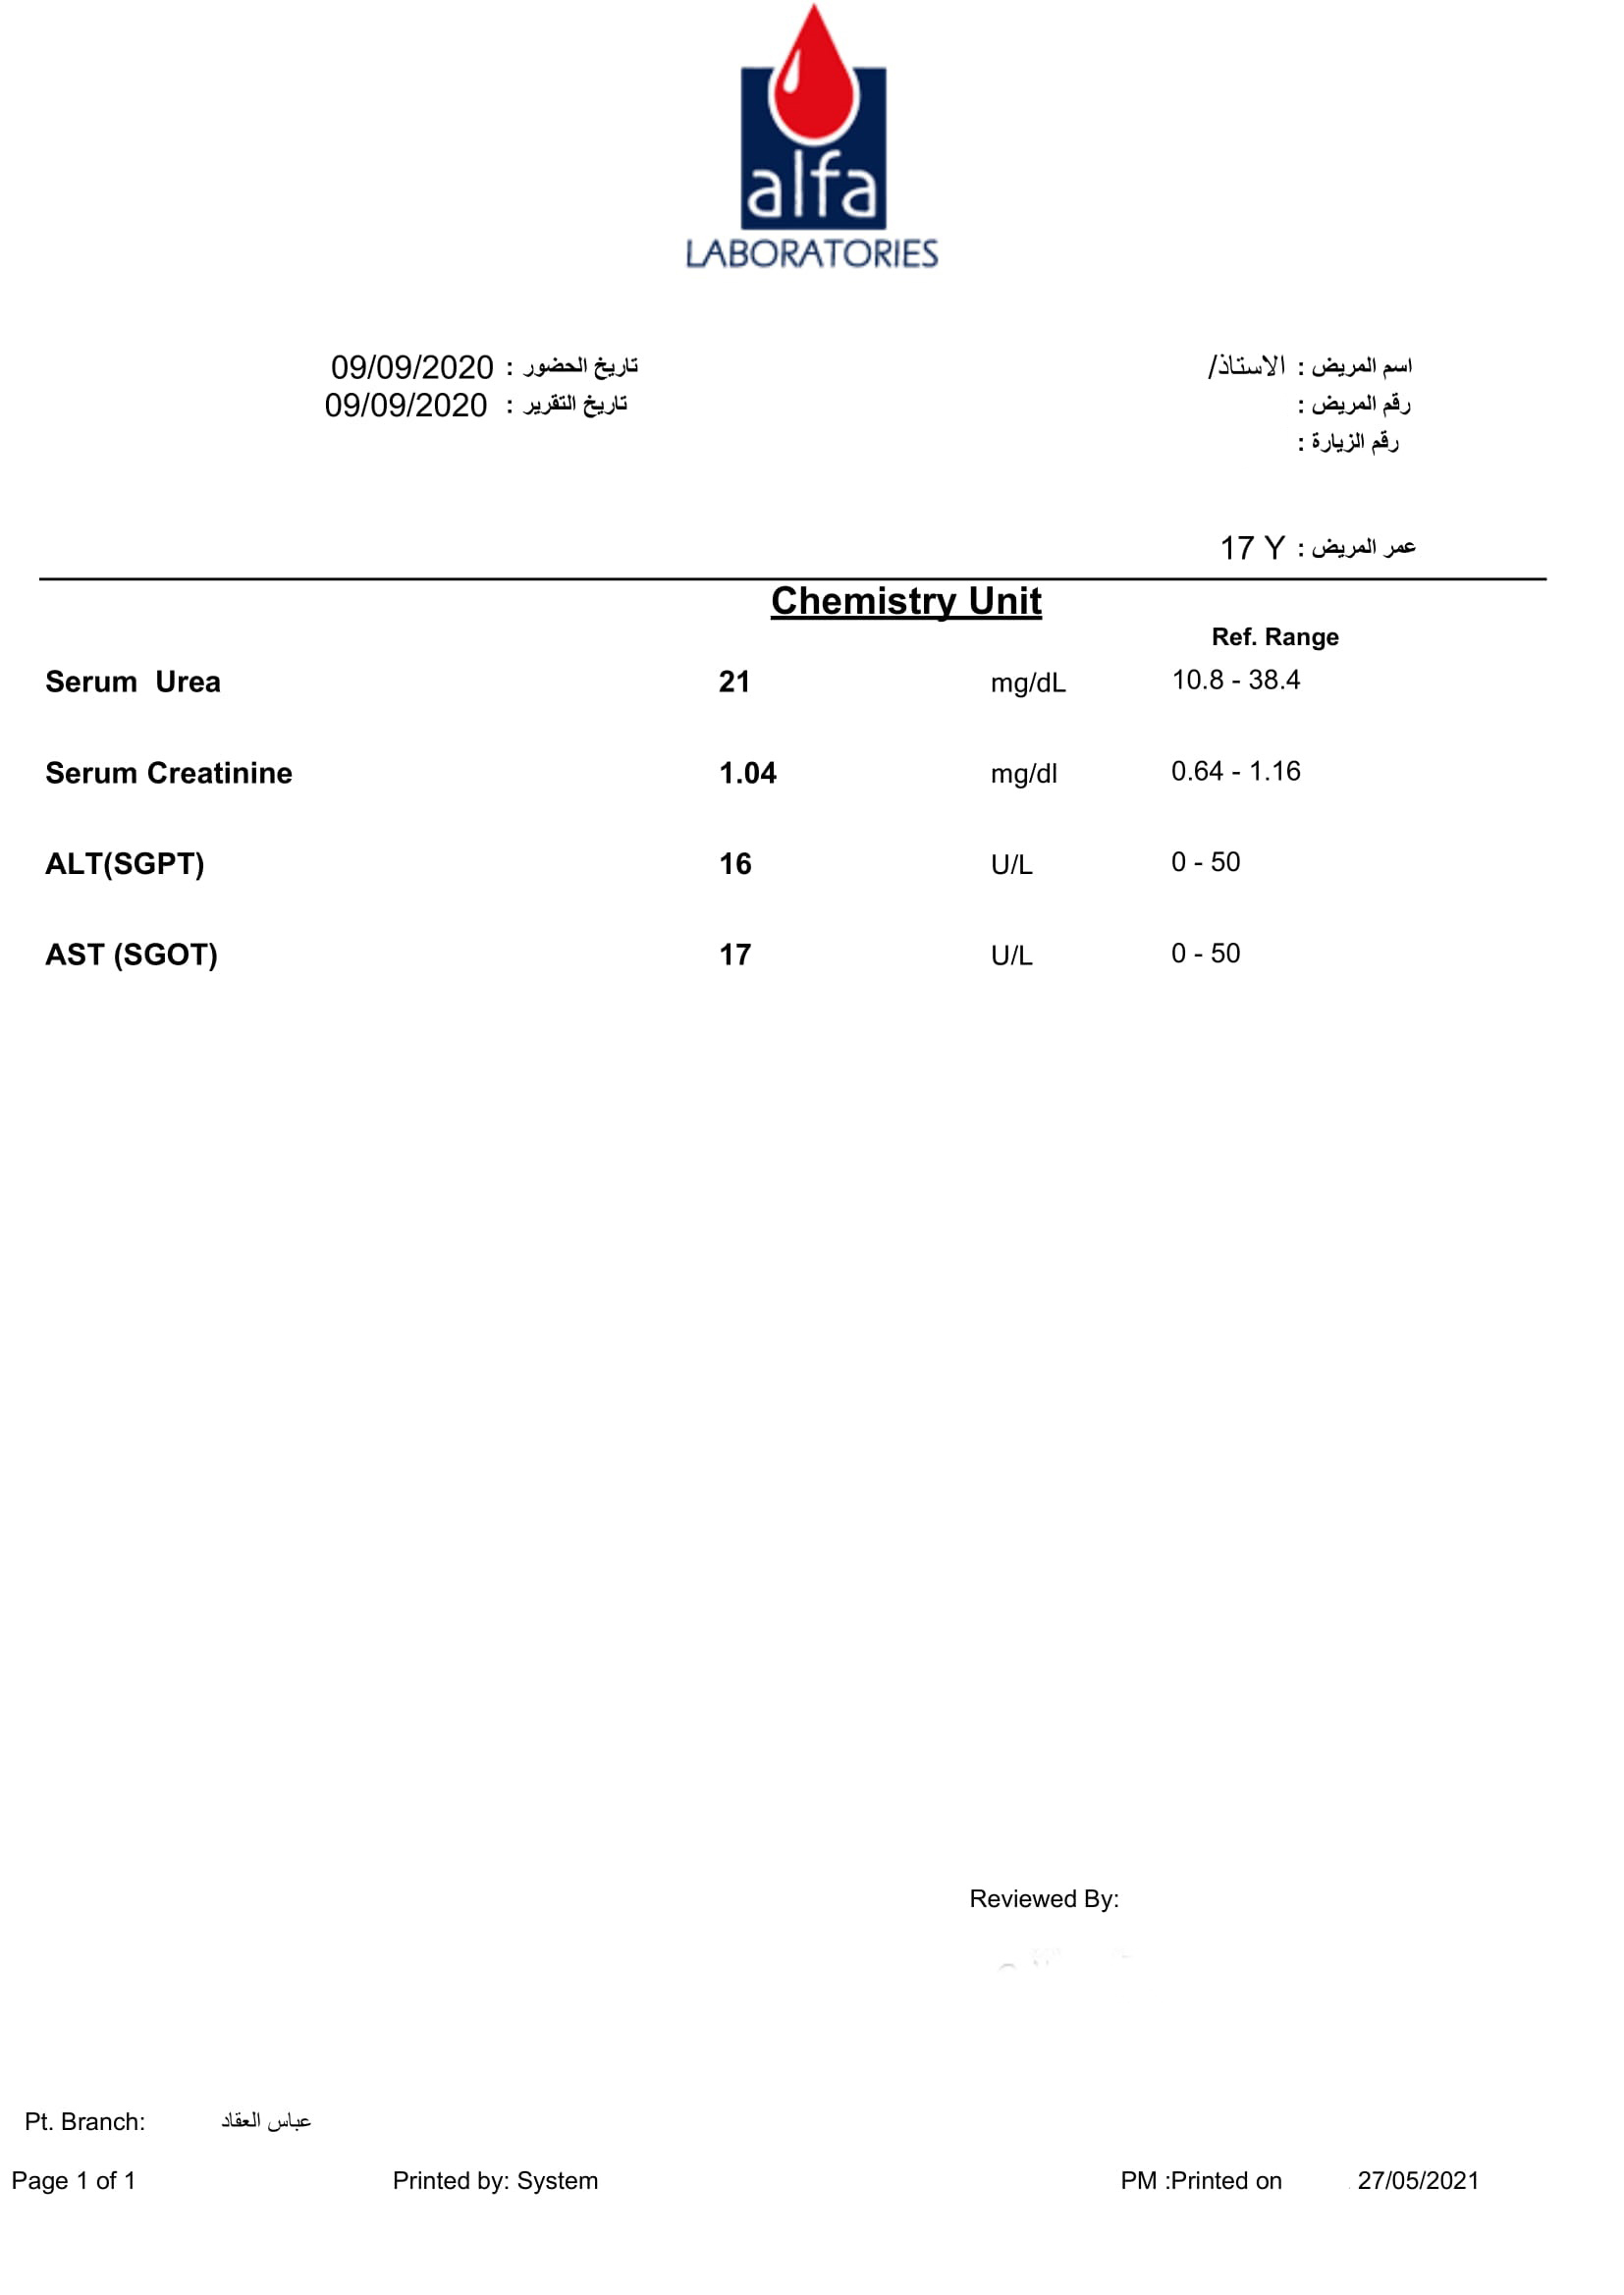 alfa
LABORATORIES
اسم المريض : الاستاذ/
تاريخ الحضور : 09/09/2020
رقم المريض :
تاريخ التقرير : 09/09/2020
رقم الزيارة :
عمر المريض : 17 Y
Chemistry Unit
Ref. Range
Serum Urea 21 mg/dL 10.8 - 38.4
Serum Creatinine 1.04 mg/dl 0.64 - 1.16
ALT(SGPT) 16 U/L 0 - 50
AST (SGOT) 17 U/L 0 - 50
Reviewed By:
Pt. Branch: عباس العقاد
Page 1 of 1 Printed by: System PM :Printed on 27/05/2021